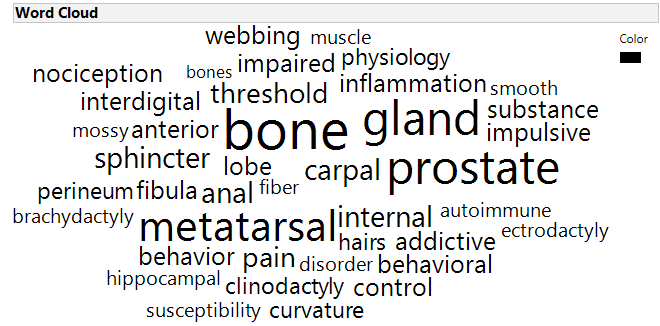 Word Cloud
Color
webbing muscle
nociception bones impaired physiology
interdigital threshold inflammation smooth
mossy anterior bone gland substance
impulsive
sphincter lobe carpal prostate
perineum fibula anal fiber
brachydactyly metatarsal internal autoimmune
hairs addictive ectrodactyly
behavior pain disorder behavioral
hippocampal clinodactyly control
susceptibility curvature